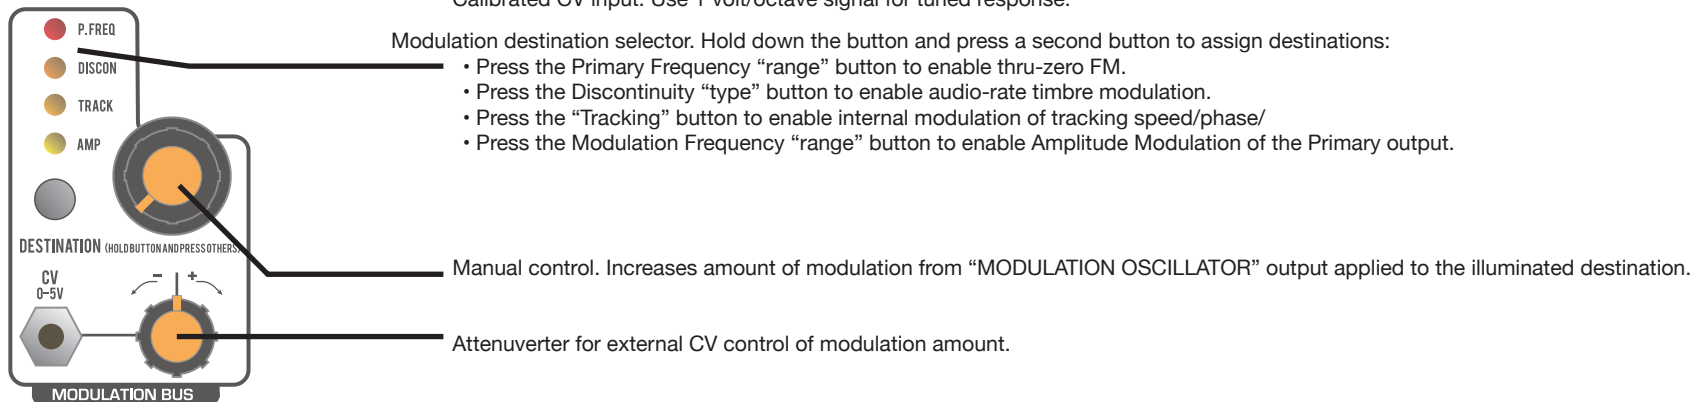 Calibrated CV input. Use 1 volt/octave signal for tuned response.
P.FREQ
DISCON
TRACK
AMP
Modulation destination selector. Hold down the button and press a second button to assign destinations:
• Press the Primary Frequency “range” button to enable thru-zero FM.
• Press the Discontinuity “type” button to enable audio-rate timbre modulation.
• Press the “Tracking” button to enable internal modulation of tracking speed/phase/
• Press the Modulation Frequency “range” button to enable Amplitude Modulation of the Primary output.
DESTINATION (HOLD BUTTON AND PRESS OTHERS)
Manual control. Increases amount of modulation from “MODULATION OSCILLATOR” output applied to the illuminated destination.
CV
0–5V
– +
Attenuverter for external CV control of modulation amount.
MODULATION BUS